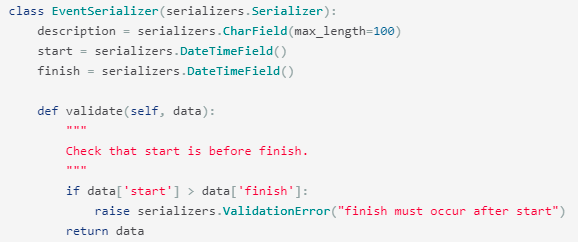 class EventSerializer(serializers.Serializer):
    description = serializers.CharField(max_length=100)
    start = serializers.DateTimeField()
    finish = serializers.DateTimeField()

    def validate(self, data):
        """
        Check that start is before finish.
        """
        if data['start'] > data['finish']:
            raise serializers.ValidationError("finish must occur after start")
        return data